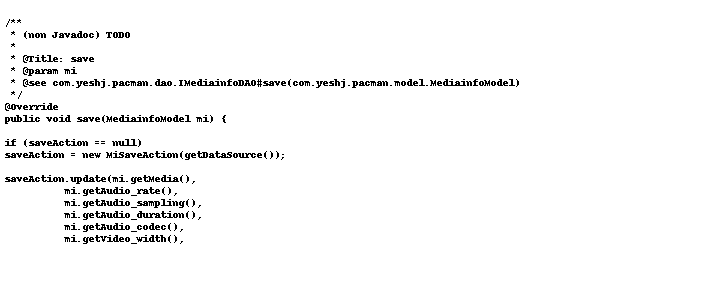 /**
 * (non Javadoc) TODO
 *
 * @Title: save
 * @param mi
 * @see com.yeshj.pacman.dao.IMediainfoDAO#save(com.yeshj.pacman.model.MediainfoModel)
 */
@Override
public void save(MediainfoModel mi) {
if (saveAction == null)
saveAction = new MiSaveAction(getDataSource());
saveAction.update(mi.getMedia(),
mi.getAudio_rate(),
mi.getAudio_sampling(),
mi.getAudio_duration(),
mi.getAudio_codec(),
mi.getVideo_width(),